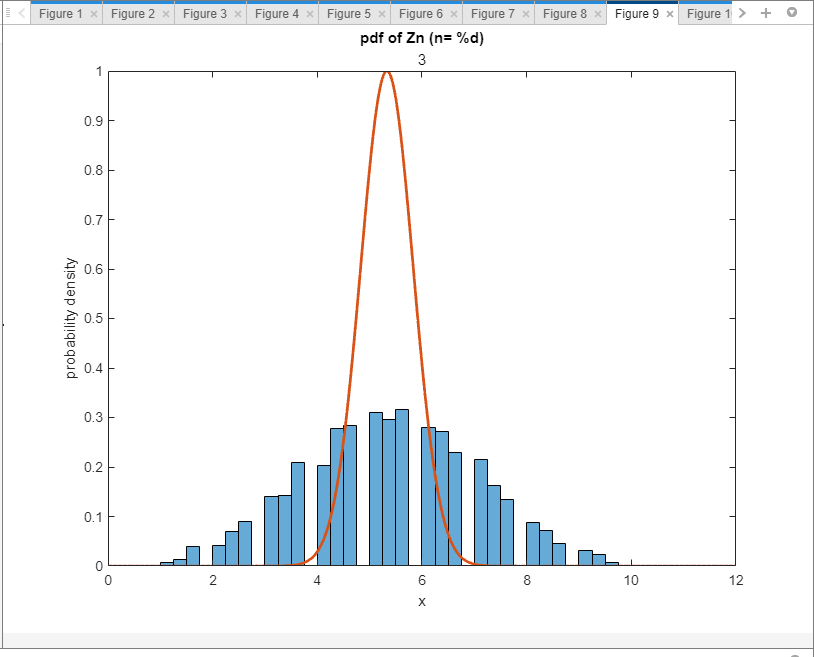 Figure 1 × Figure 2 × Figure 3 × Figure 4 × Figure 5 × Figure 6 × Figure 7 × Figure 8 × Figure 9 × Figure 1
pdf of Zn (n= %d)
3
1
0.9
0.8
0.7
0.6
0.5
0.4
0.3
0.2
0.1
0
probability density
0 2 4 6 8 10 12
x